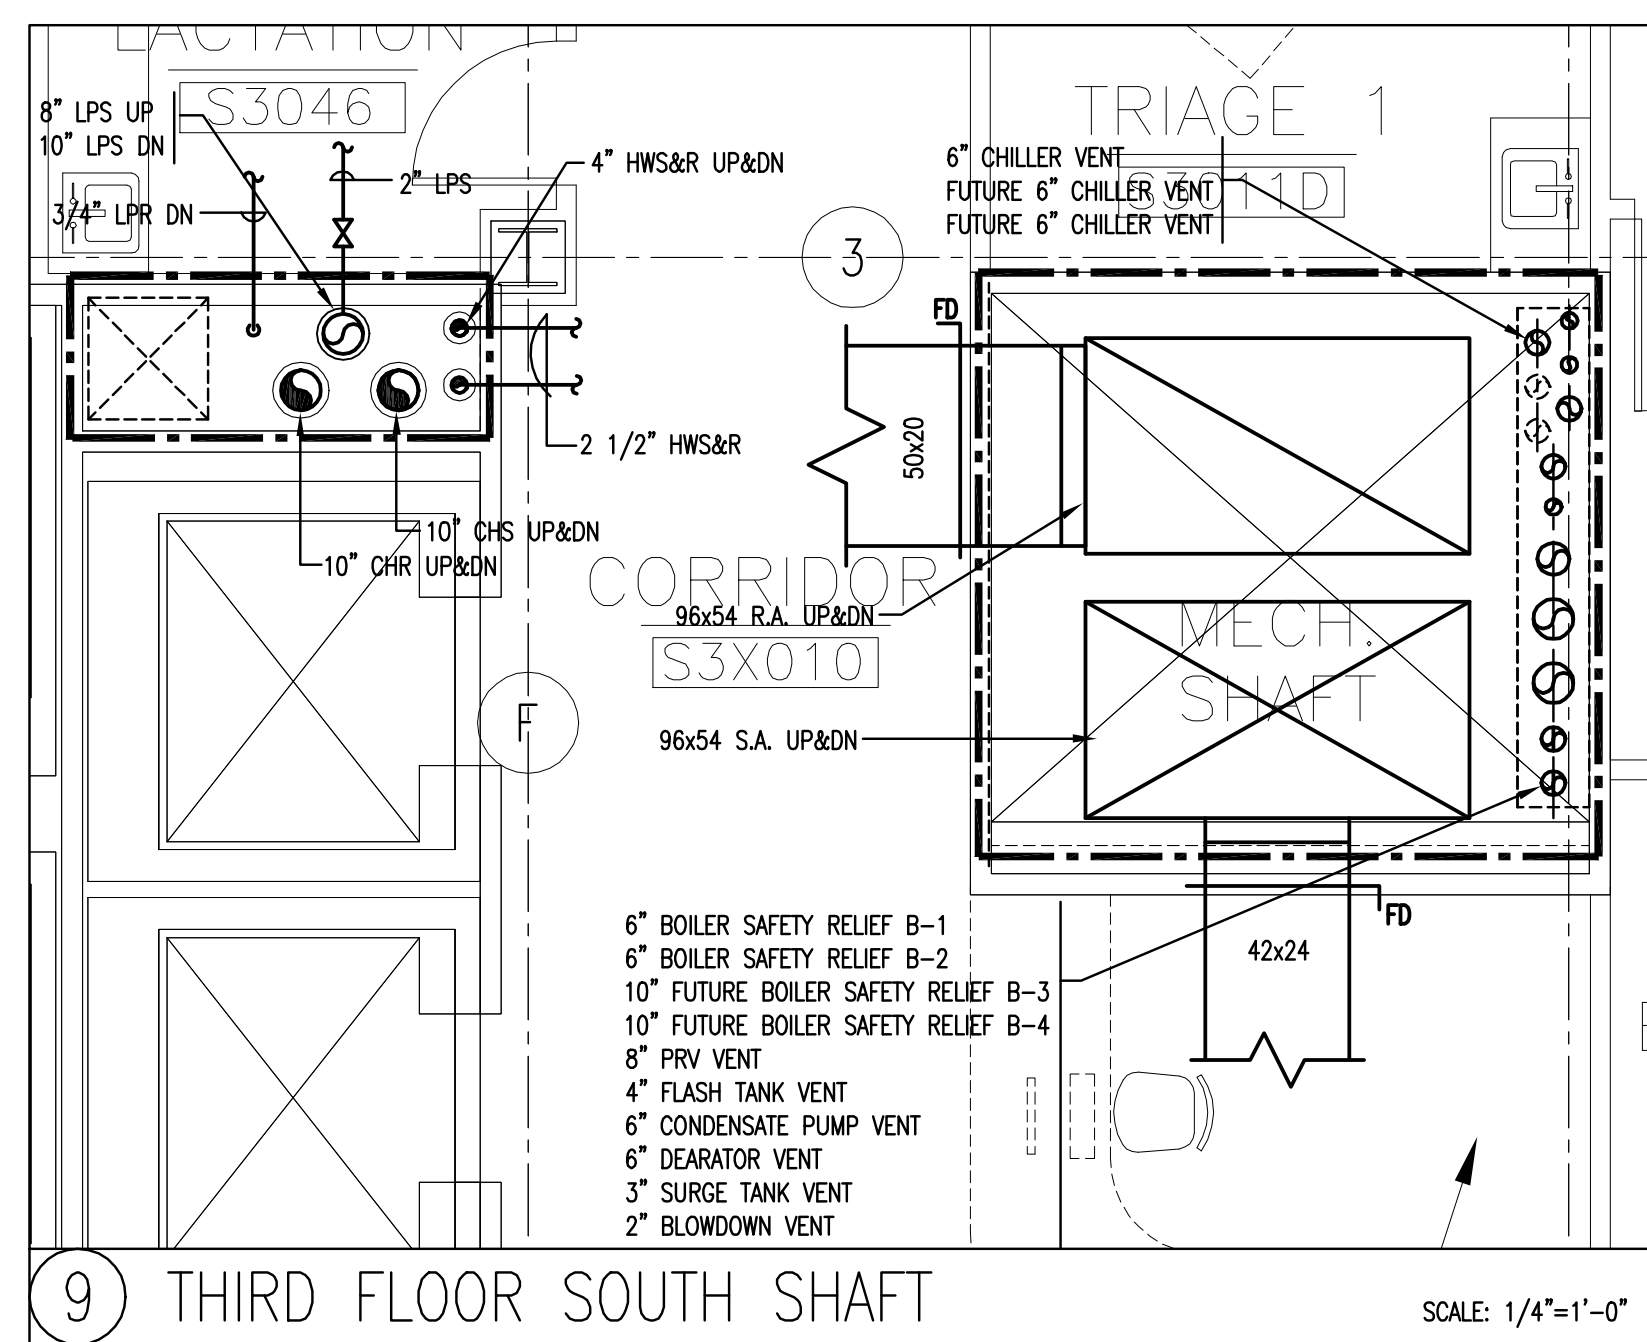 LACTATION
S3046
8" LPS UP
10" LPS DN
3/4" LPR DN
2" LPS
4" HWS&R UP&DN
TRIAGE 1
S3011D
6" CHILLER VENT
FUTURE 6" CHILLER VENT
FUTURE 6" CHILLER VENT
3
FD
50x20
2 1/2" HWS&R
10" CHS UP&DN
10" CHR UP&DN
CORRIDOR
S3X010
96x54 R.A. UP&DN
MECH.
SHAFT
F
96x54 S.A. UP&DN
FD
42x24
6" BOILER SAFETY RELIEF B-1
6" BOILER SAFETY RELIEF B-2
10" FUTURE BOILER SAFETY RELIEF B-3
10" FUTURE BOILER SAFETY RELIEF B-4
8" PRV VENT
4" FLASH TANK VENT
6" CONDENSATE PUMP VENT
6" DEARATOR VENT
3" SURGE TANK VENT
2" BLOWDOWN VENT
9 THIRD FLOOR SOUTH SHAFT
SCALE: 1/4"=1'-0"